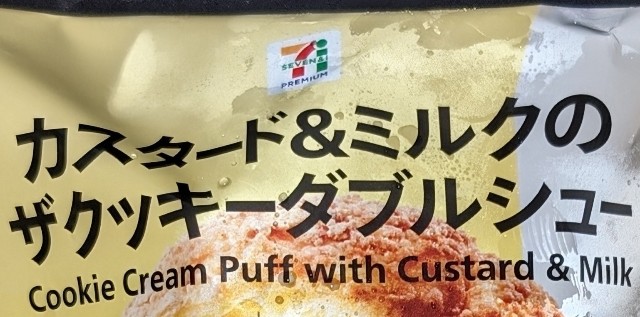 SEVEN&i
PREMIUM
カスタード&ミルクの
ザクッキーダブルシュー
Cookie Cream Puff with Custard & Milk